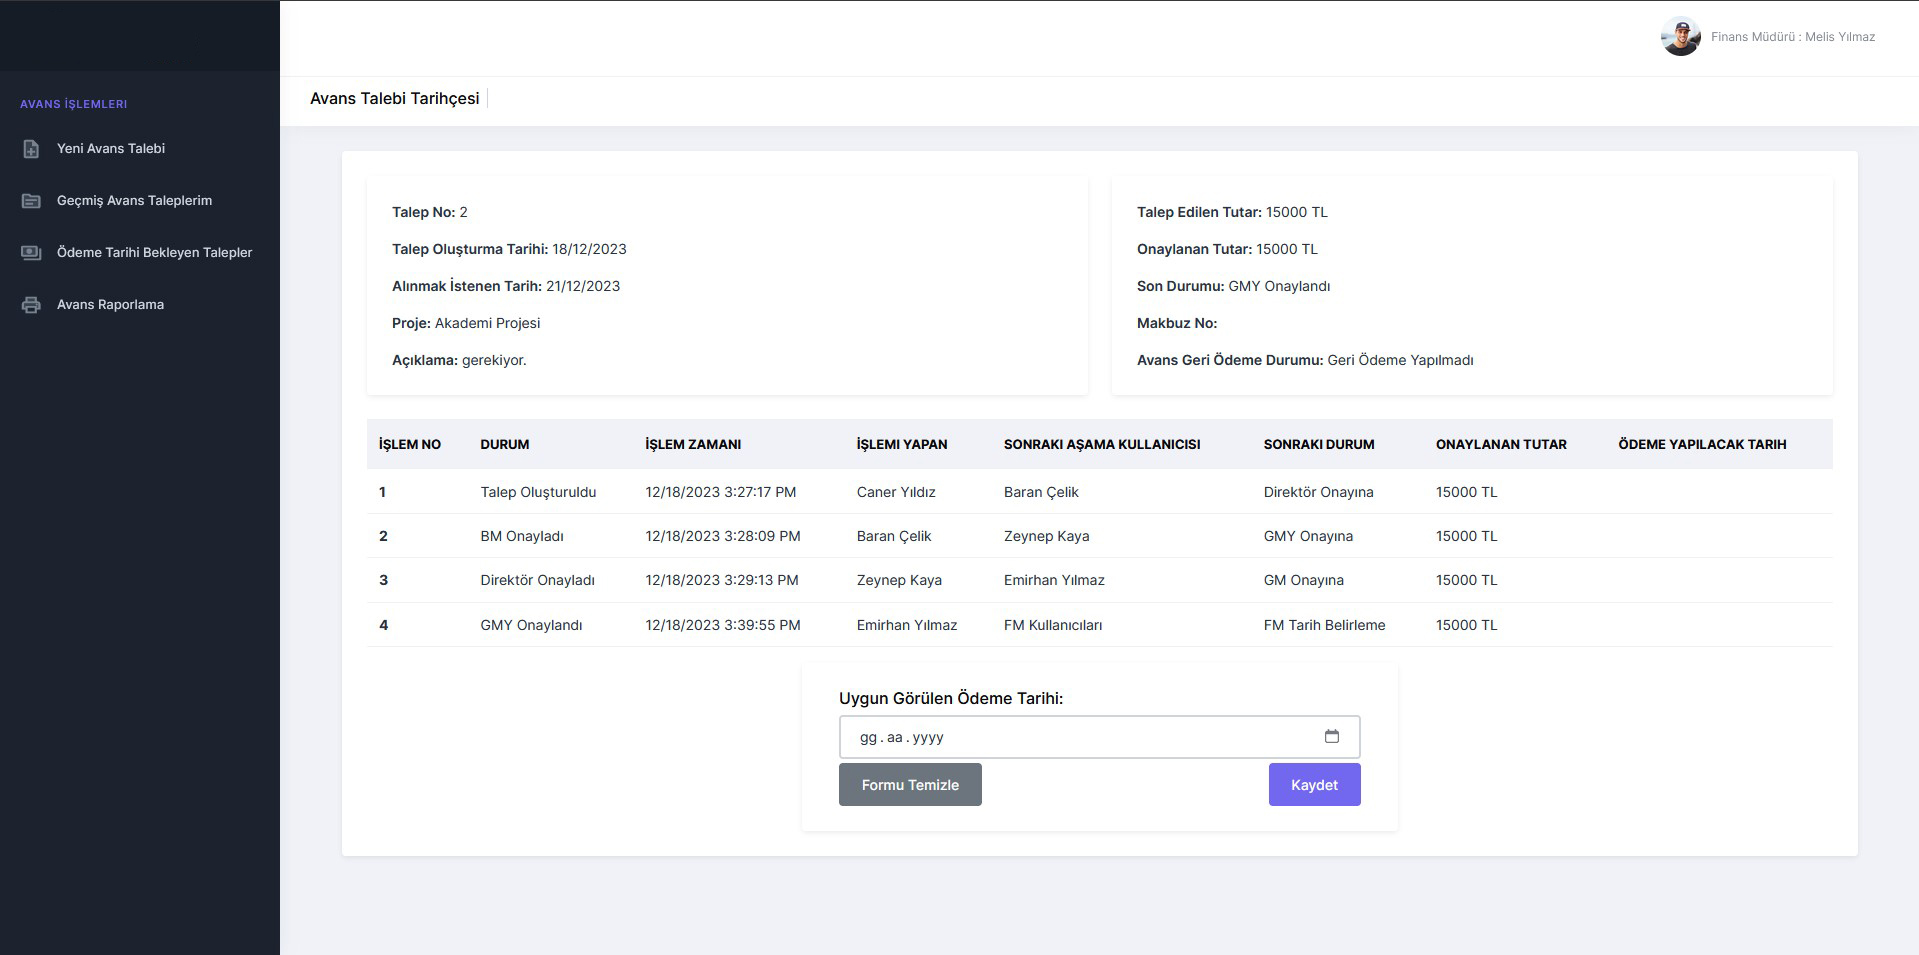 Finans Müdürü : Melis Yılmaz
AVANS İŞLEMLERI
Yeni Avans Talebi
Geçmiş Avans Taleplerim
Ödeme Tarihi Bekleyen Talepler
Avans Raporlama
Avans Talebi Tarihçesi
Talep No: 2
Talep Oluşturma Tarihi: 18/12/2023
Alınmak İstenen Tarih: 21/12/2023
Proje: Akademi Projesi
Açıklama: gerekiyor.
Talep Edilen Tutar: 15000 TL
Onaylanan Tutar: 15000 TL
Son Durumu: GMY Onaylandı
Makbuz No:
Avans Geri Ödeme Durumu: Geri Ödeme Yapılmadı
İŞLEM NO DURUM İŞLEM ZAMANI İŞLEMI YAPAN SONRAKI AŞAMA KULLANICISI SONRAKI DURUM ONAYLANAN TUTAR ÖDEME YAPILACAK TARIH
1 Talep Oluşturuldu 12/18/2023 3:27:17 PM Caner Yıldız Baran Çelik Direktör Onayına 15000 TL
2 BM Onayladı 12/18/2023 3:28:09 PM Baran Çelik Zeynep Kaya GMY Onayına 15000 TL
3 Direktör Onayladı 12/18/2023 3:29:13 PM Zeynep Kaya Emirhan Yılmaz GM Onayına 15000 TL
4 GMY Onaylandı 12/18/2023 3:39:55 PM Emirhan Yılmaz FM Kullanıcıları FM Tarih Belirleme 15000 TL
Uygun Görülen Ödeme Tarihi:
gg.aa.yyyy
Formu Temizle Kaydet